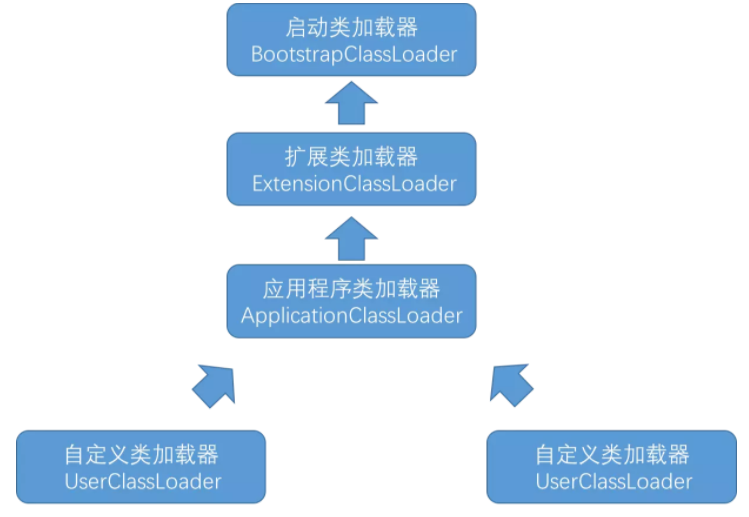 启动类加载器
BootstrapClassLoader
扩展类加载器
ExtensionClassLoader
应用程序类加载器
ApplicationClassLoader
自定义类加载器
UserClassLoader
自定义类加载器
UserClassLoader